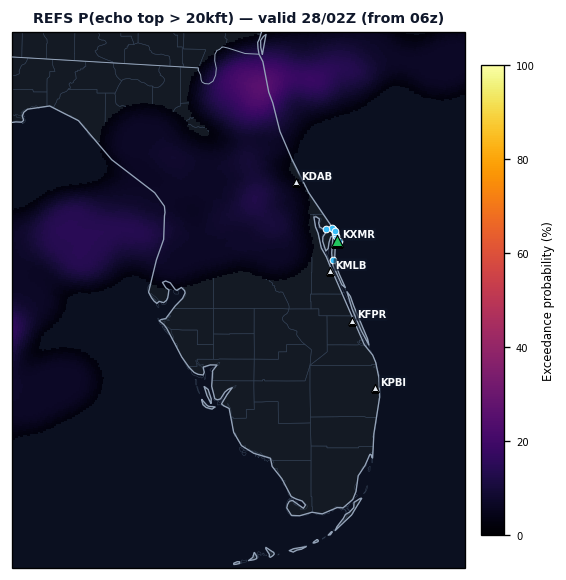 REFS P(echo top > 20kft) — valid 28/02Z (from 06z)
KDAB
KXMR
KMLB
KFPR
KPBI
100
80
60
40
20
0
Exceedance probability (%)